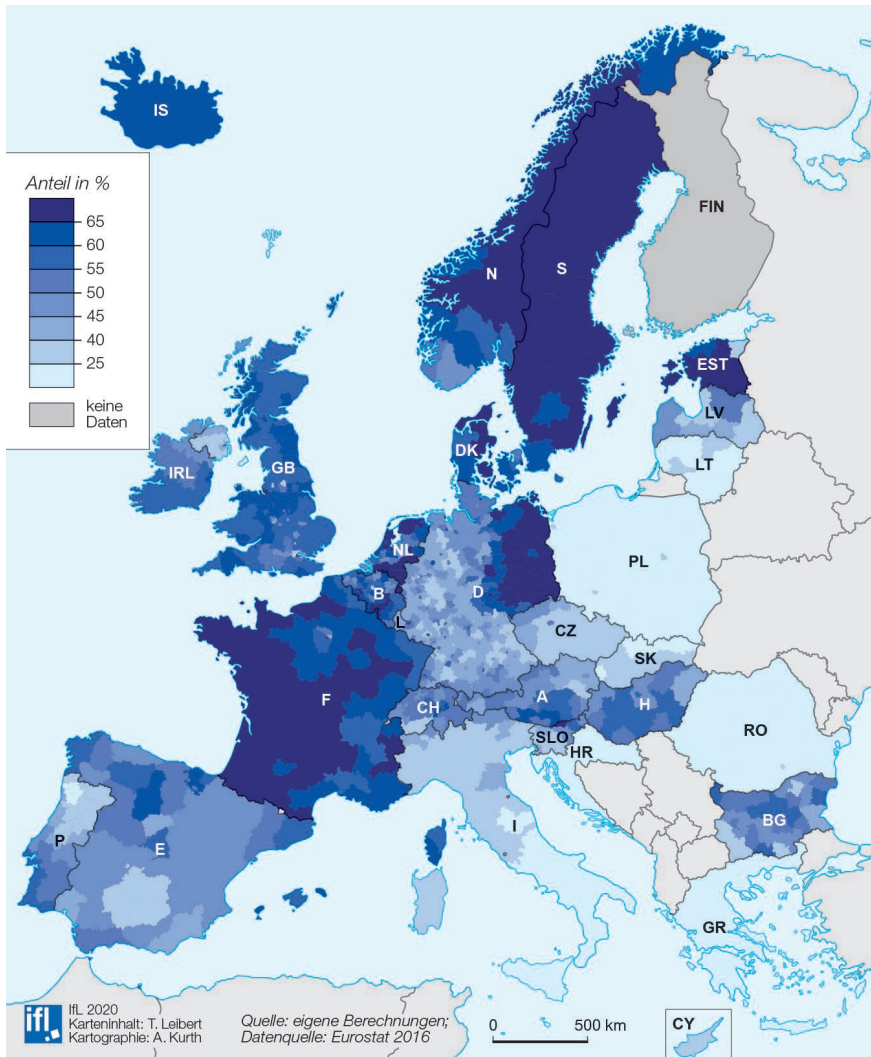 IS
Anteil in %
65
60
55
50
45
40
25
keine
Daten
FIN
N
S
EST
LV
LT
DK
IRL
GB
NL
PL
B
D
L
CZ
SK
F
CH
A
H
SLO
HR
RO
I
BG
P
E
GR
CY
ifl
IfL 2020
Karteninhalt: T. Leibert
Kartographie: A. Kurth
Quelle: eigene Berechnungen;
Datenquelle: Eurostat 2016
0 500 km